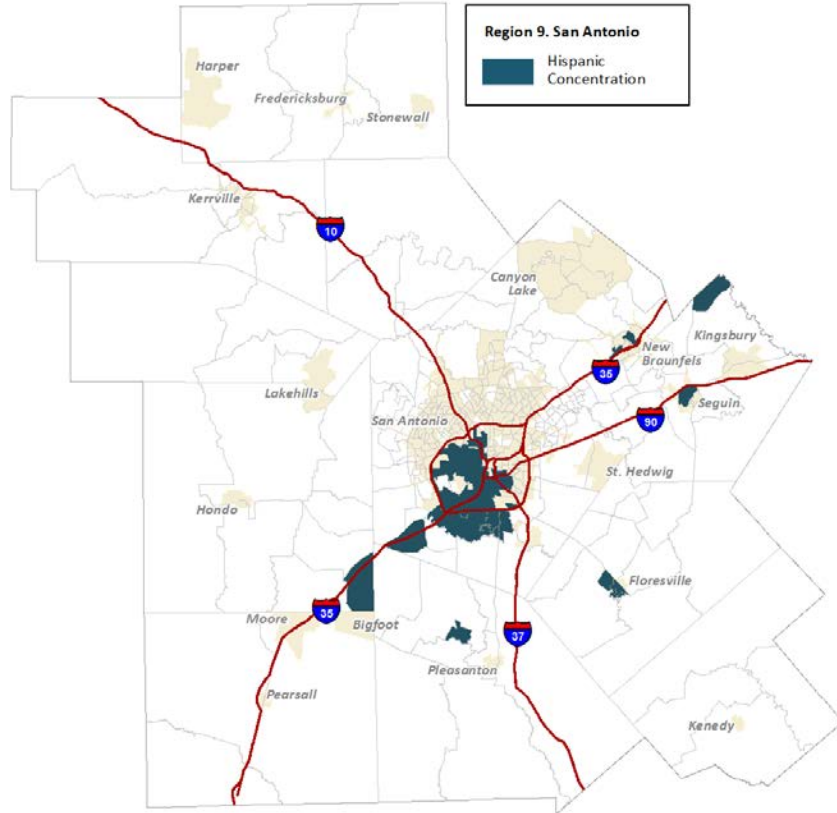 Region 9. San Antonio
Hispanic
Concentration
Harper
Fredericksburg
Stonewall
Kerrville
10
Canyon
Lake
Kingsbury
New
Braunfels
35
Lakehills
Seguin
San Antonio
90
St. Hedwig
Hondo
Floresville
35
Moore
Bigfoot
37
Pleasanton
Pearsall
Kenedy